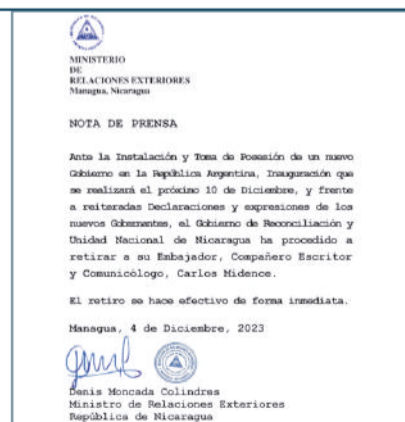 MINISTERIO
DE
RELACIONES EXTERIORES
Managua, Nicaragua
NOTA DE PRENSA
Ante la Instalación y Toma de Posesión de un nuevo
Gobierno en la República Argentina, Inauguración que
se realizará el próximo 10 de Diciembre, y frente
a reiteradas Declaraciones y expresiones de los
nuevos Gobernantes, el Gobierno de Reconciliación y
Unidad Nacional de Nicaragua ha procedido a
retirar a su Embajador, Compañero Escritor
y Comunicólogo, Carlos Midence.
El retiro se hace efectivo de forma inmediata.
Managua, 4 de Diciembre, 2023
Denis Moncada Colindres
Ministro de Relaciones Exteriores
República de Nicaragua